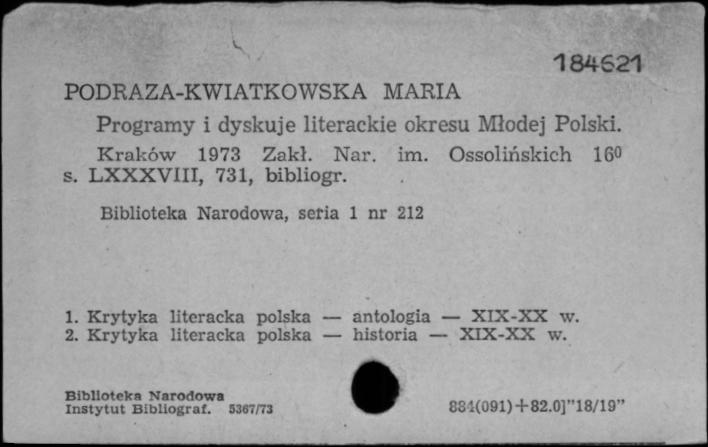 184621
PODRAZA-KWIATKOWSKA MARIA
Programy i dyskuje literackie okresu Młodej Polski.
Kraków 1973 Zakł. Nar. im. Ossolińskich 16⁰
s. LXXXVIII, 731, bibliogr.
Biblioteka Narodowa, seria 1 nr 212
1. Krytyka literacka polska — antologia — XIX-XX w.
2. Krytyka literacka polska — historia — XIX-XX w.
Biblioteka Narodowa
Instytut Bibliograf. 5367/73
884(091)+82.0]"18/19"